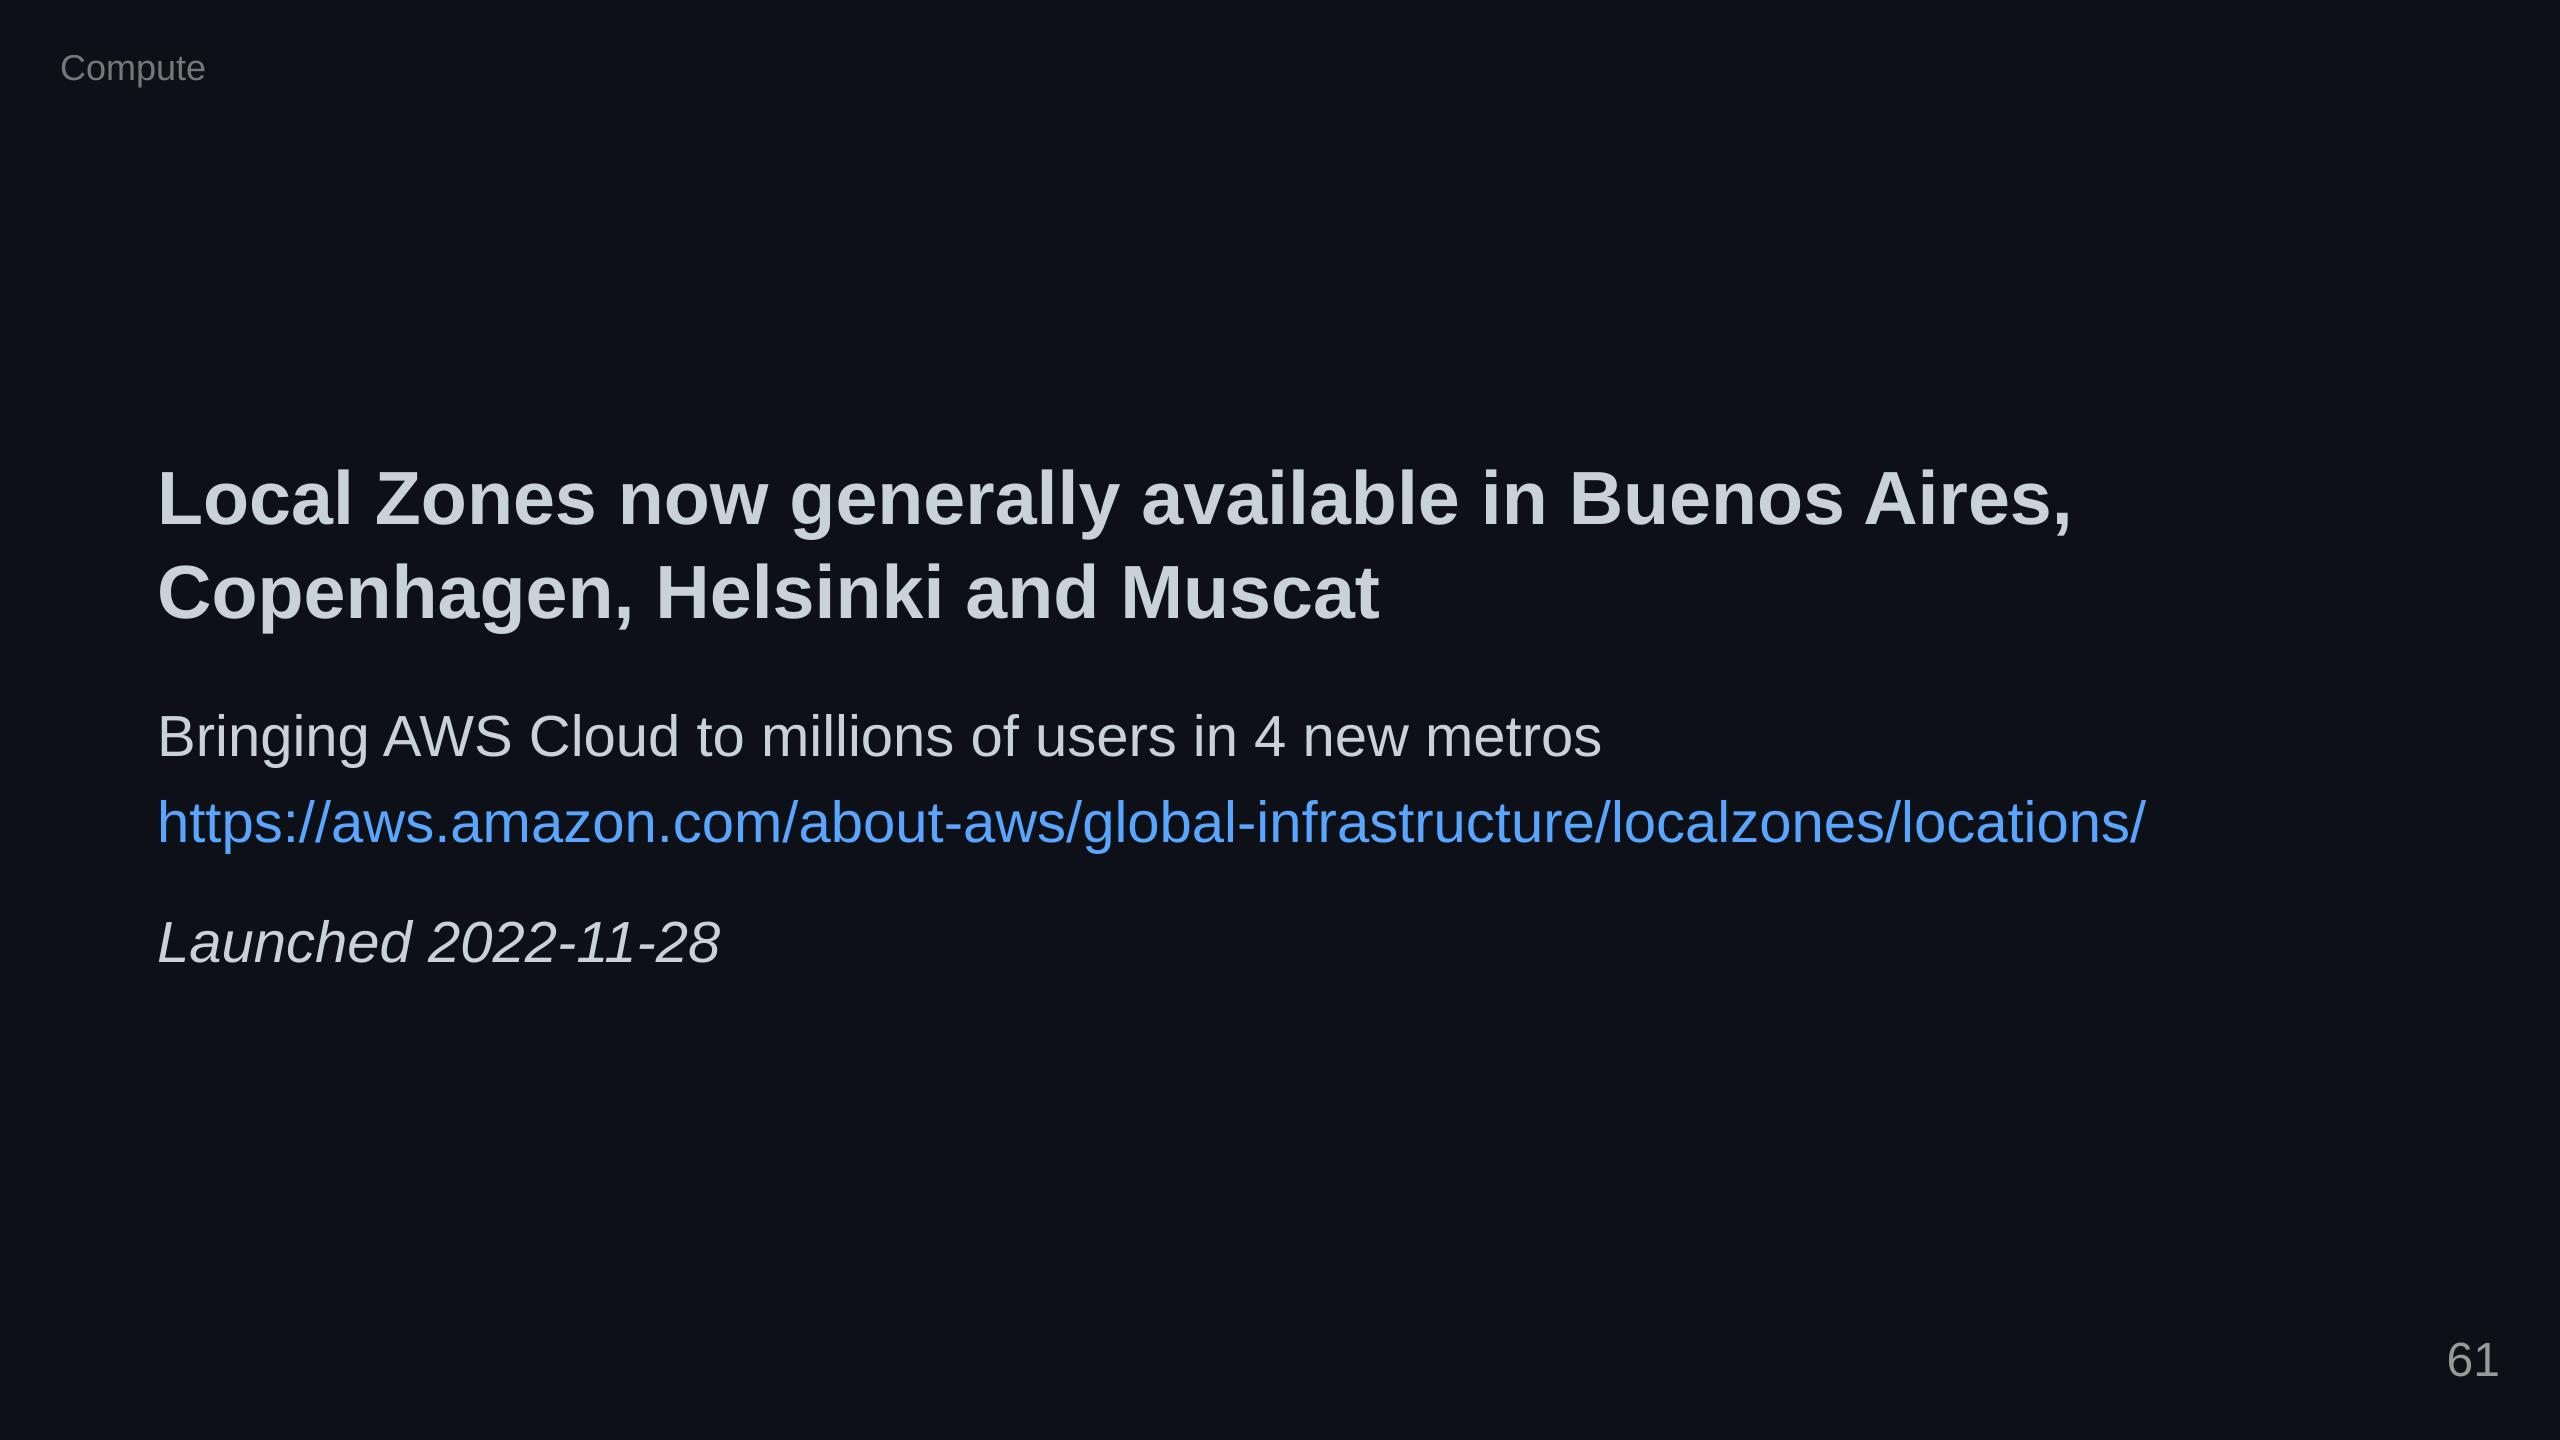 Compute
Local Zones now generally available in Buenos Aires,
Copenhagen, Helsinki and Muscat
Bringing AWS Cloud to millions of users in 4 new metros
https://aws.amazon.com/about-aws/global-infrastructure/localzones/locations/
Launched 2022-11-28
61